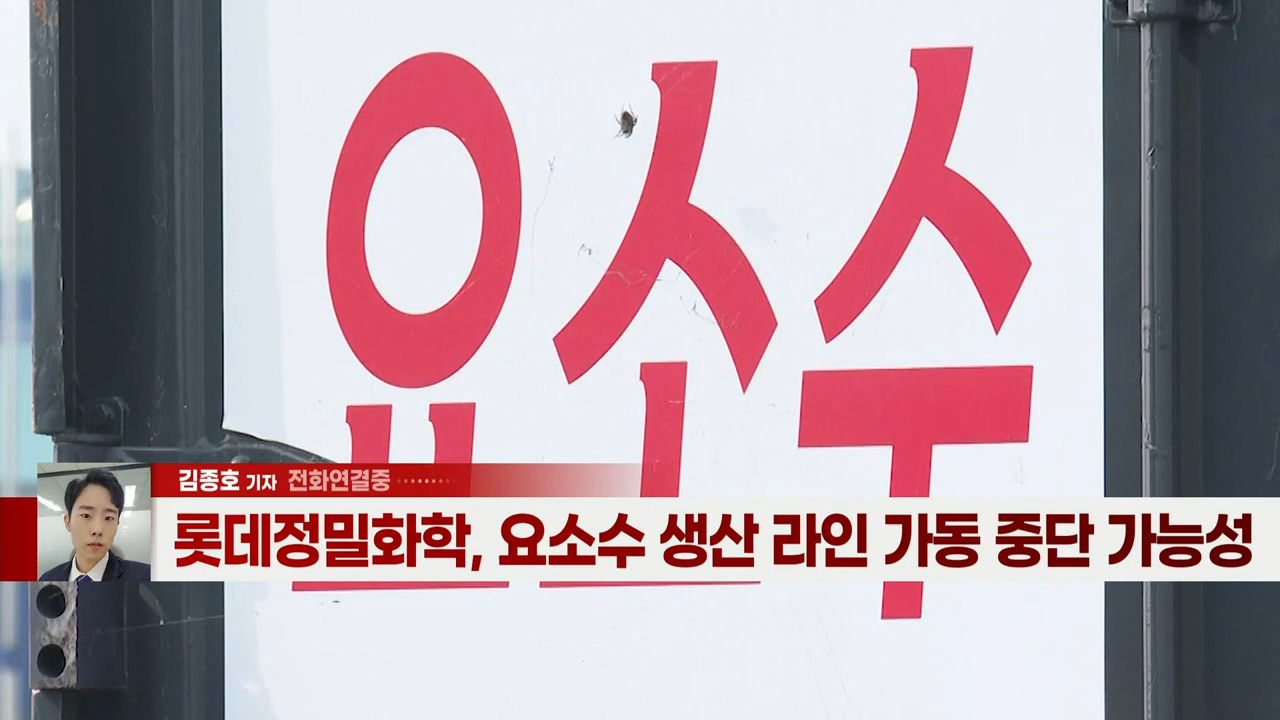 요소수
김종호 기자 전화연결중
롯데정밀화학, 요소수 생산 라인 가동 중단 가능성